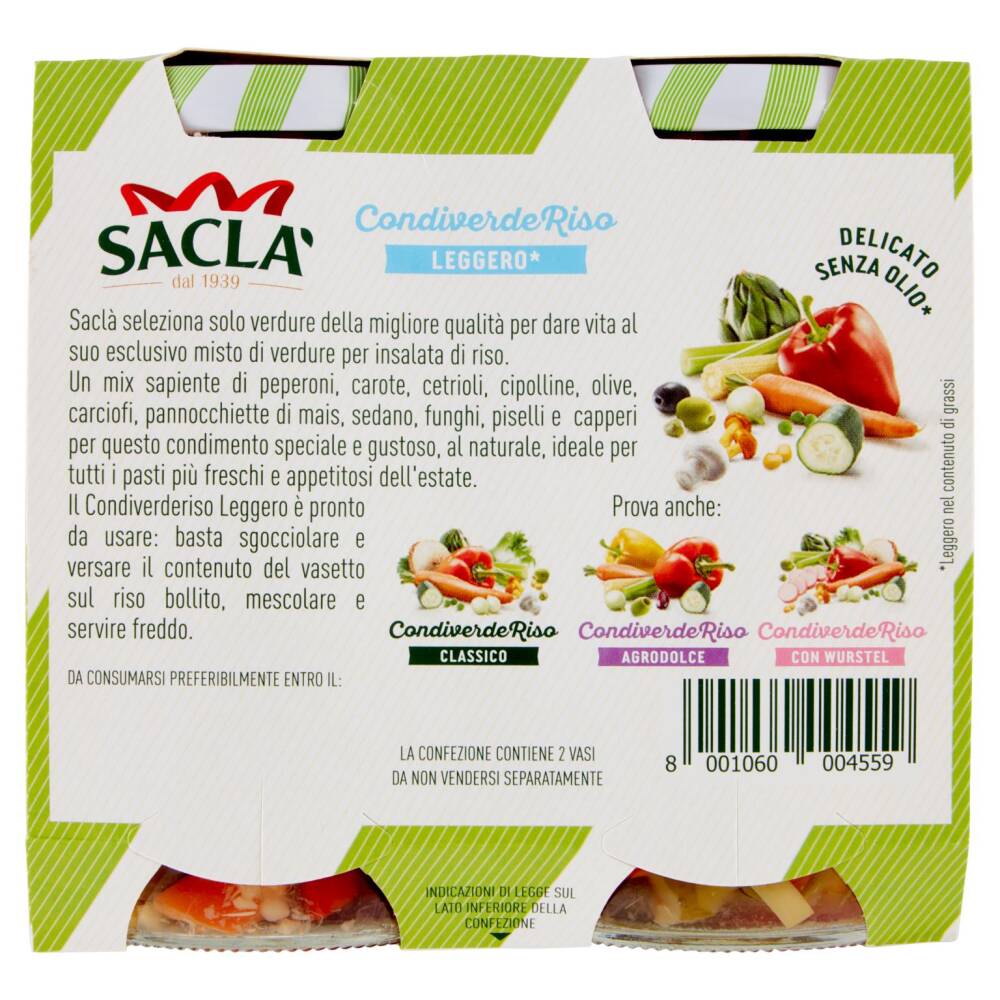 SACLA'
dal 1939
CondiverdeRiso
LEGGERO*
DELICATO
SENZA OLIO*
Saclà seleziona solo verdure della migliore qualità per dare vita al
suo esclusivo misto di verdure per insalata di riso.
Un mix sapiente di peperoni, carote, cetrioli, cipolline, olive,
carciofi, pannocchiette di mais, sedano, funghi, piselli e capperi
per questo condimento speciale e gustoso, al naturale, ideale per
tutti i pasti più freschi e appetitosi dell'estate.
Il Condiverderiso Leggero è pronto
da usare: basta sgocciolare e
versare il contenuto del vasetto
sul riso bollito, mescolare e
servire freddo.
*Leggero nel contenuto di grassi
Prova anche:
CondiverdeRiso
CLASSICO
CondiverdeRiso
AGRODOLCE
CondiverdeRiso
CON WURSTEL
DA CONSUMARSI PREFERIBILMENTE ENTRO IL:
LA CONFEZIONE CONTIENE 2 VASI
DA NON VENDERSI SEPARATAMENTE
8 001060 004559
INDICAZIONI DI LEGGE SUL
LATO INFERIORE DELLA
CONFEZIONE